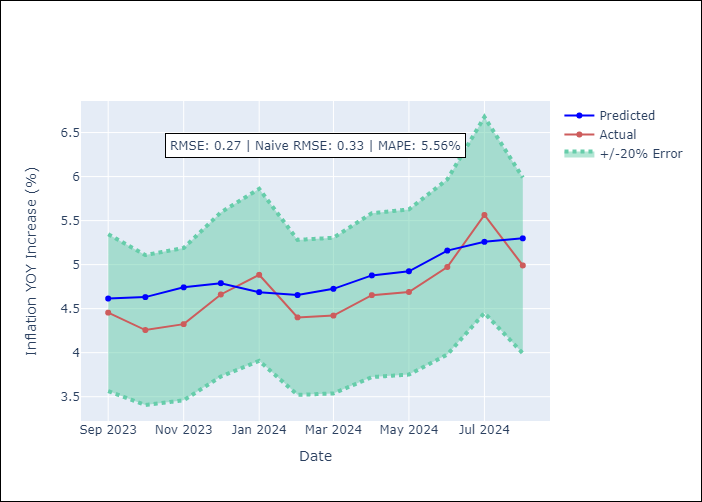 RMSE: 0.27 | Naive RMSE: 0.33 | MAPE: 5.56%
Predicted
Actual
+/-20% Error
Inflation YOY Increase (%)
6.5
6
5.5
5
4.5
4
3.5
Sep 2023 Nov 2023 Jan 2024 Mar 2024 May 2024 Jul 2024
Date